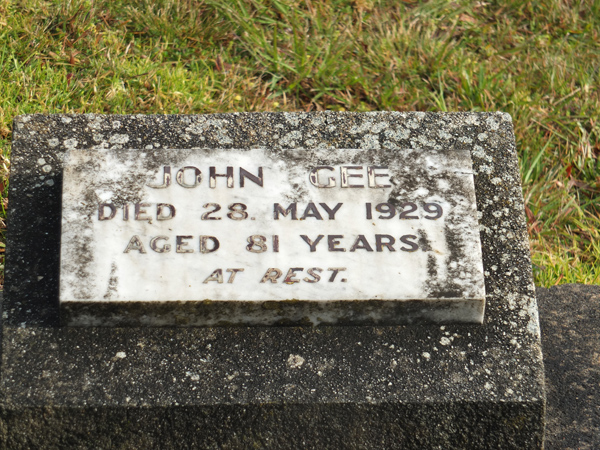 JOHN GEE
DIED 28. MAY 1929
AGED 81 YEARS
AT REST.